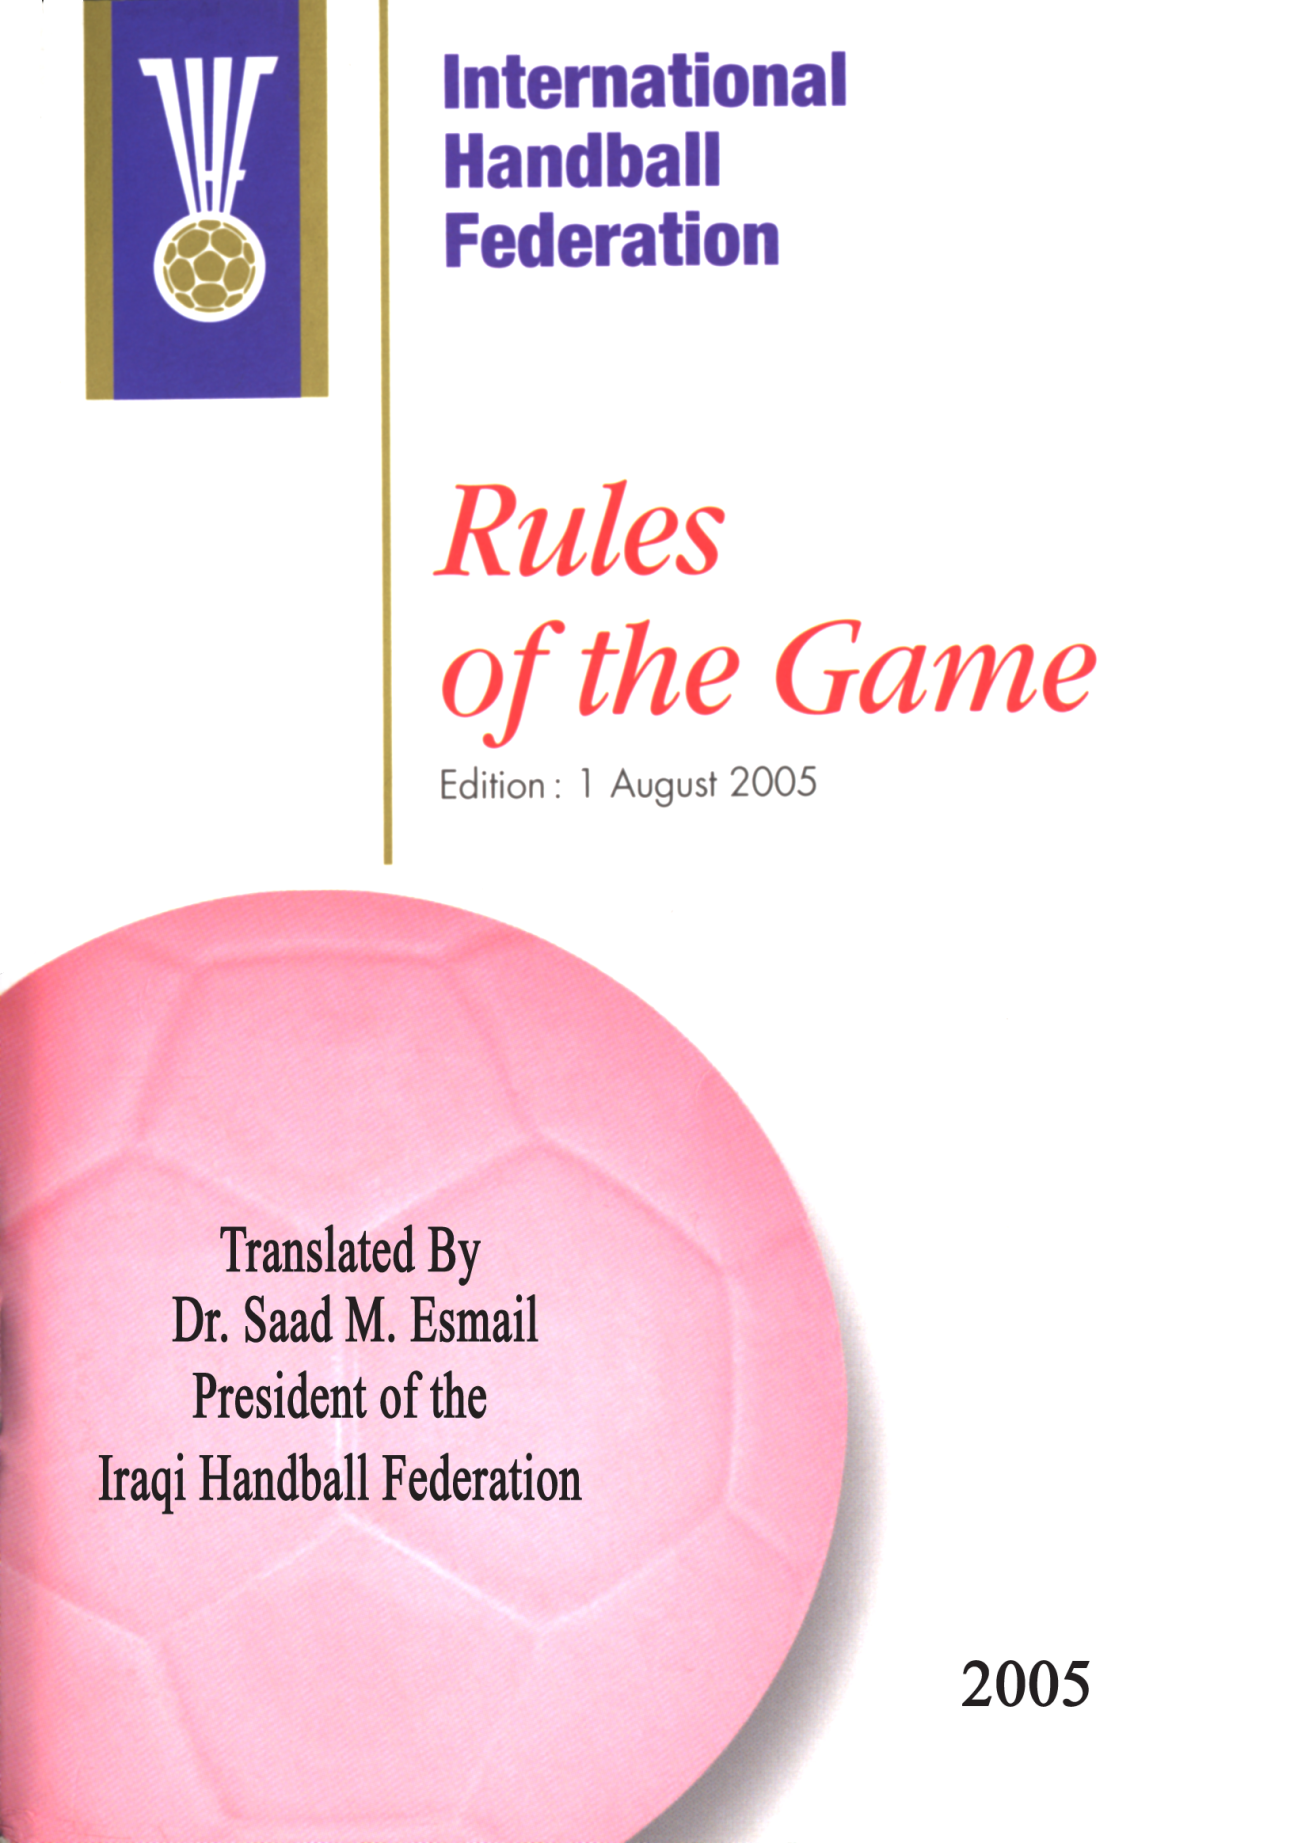 International
Handball
Federation
Rules
of the Game
Edition: 1 August 2005
Translated By
Dr. Saad M. Esmail
President of the
Iraqi Handball Federation
2005